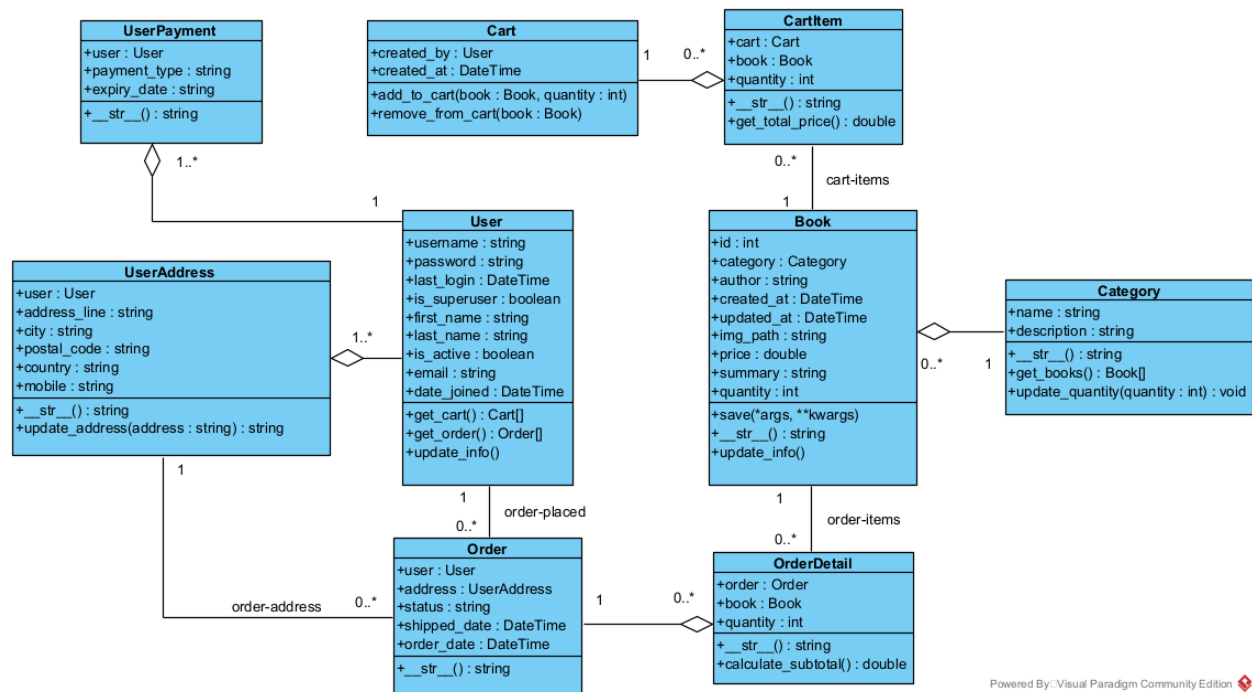 UserPayment
+user : User
+payment_type : string
+expiry_date : string
+__str__() : string
Cart
+created_by : User
+created_at : DateTime
+add_to_cart(book : Book, quantity : int)
+remove_from_cart(book : Book)
1
0..*
CartItem
+cart : Cart
+book : Book
+quantity : int
+__str__() : string
+get_total_price() : double
1..*
1
0..*
cart-items
1
User
+username : string
+password : string
+last_login : DateTime
+is_superuser : boolean
+first_name : string
+last_name : string
+is_active : boolean
+email : string
+date_joined : DateTime
+get_cart() : Cart[]
+get_order() : Order[]
+update_info()
Book
+id : int
+category : Category
+author : string
+created_at : DateTime
+updated_at : DateTime
+img_path : string
+price : double
+summary : string
+quantity : int
+save(*args, **kwargs)
+__str__() : string
+update_info()
UserAddress
+user : User
+address_line : string
+city : string
+postal_code : string
+country : string
+mobile : string
+__str__() : string
+update_address(address : string) : string
1..*
Category
+name : string
+description : string
+__str__() : string
+get_books() : Book[]
+update_quantity(quantity : int) : void
0..*
1
1
1
order-placed
0..*
1
order-items
0..*
Order
+user : User
+address : UserAddress
+status : string
+shipped_date : DateTime
+order_date : DateTime
+__str__() : string
OrderDetail
+order : Order
+book : Book
+quantity : int
+__str__() : string
+calculate_subtotal() : double
order-address
0..*
1
0..*
Powered By Visual Paradigm Community Edition